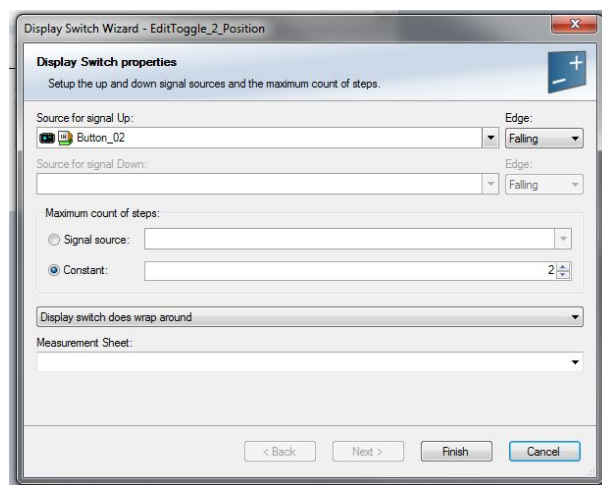 Display Switch Wizard - EditToggle_2_Position
Display Switch properties
Setup the up and down signal sources and the maximum count of steps.
Source for signal Up: Edge:
Button_02 Falling
Source for signal Down: Edge:
Falling
Maximum count of steps:
Signal source:
Constant: 2
Display switch does wrap around
Measurement Sheet:
< Back Next > Finish Cancel